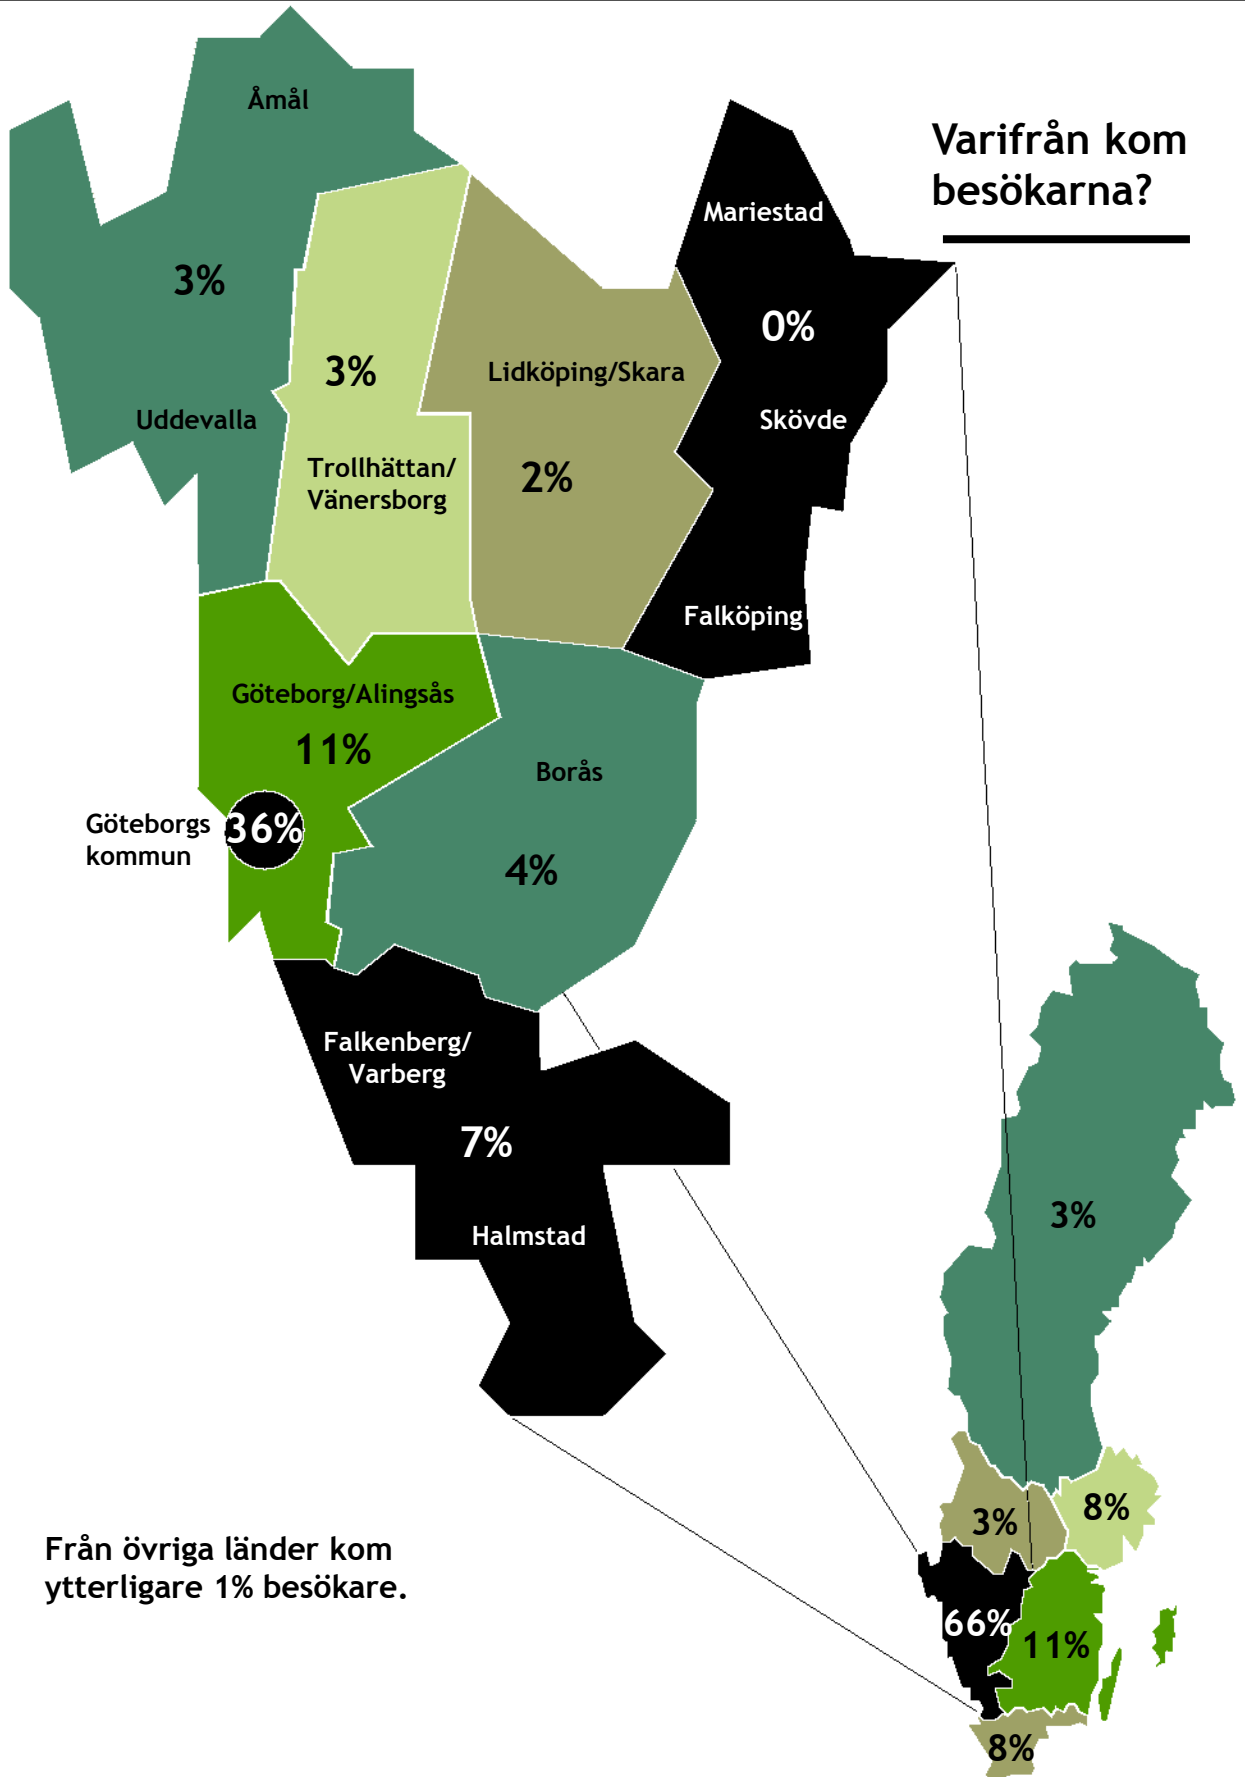 Varifrån kom
besökarna?
Åmål
3%
Uddevalla
3%
Trollhättan/
Vänersborg
Lidköping/Skara
2%
Mariestad
0%
Skövde
Falköping
Göteborg/Alingsås
11%
Göteborgs
kommun
36%
Borås
4%
Falkenberg/
Varberg
7%
Halmstad
3%
3%
8%
66%
11%
8%
Från övriga länder kom
ytterligare 1% besökare.